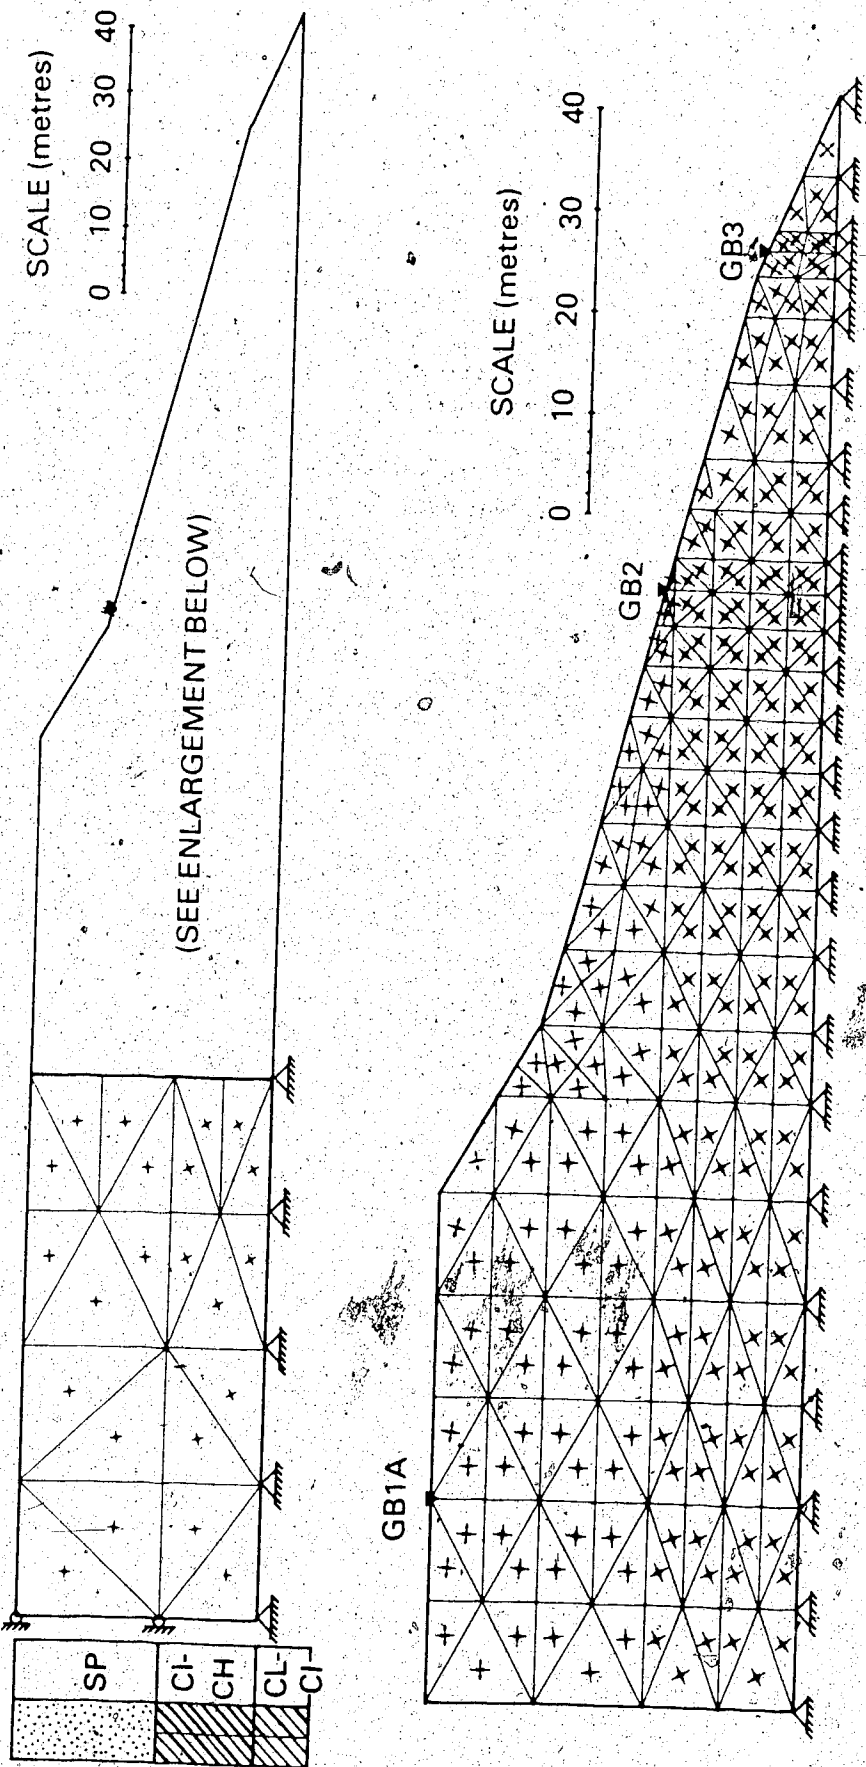 SCALE (metres)
0 10 20 30 40
(SEE ENLARGEMENT BELOW)
SP
CI-
CH
CL-
CI
SCALE (metres)
0 10 20 30 40
GB1A
GB2
GB3